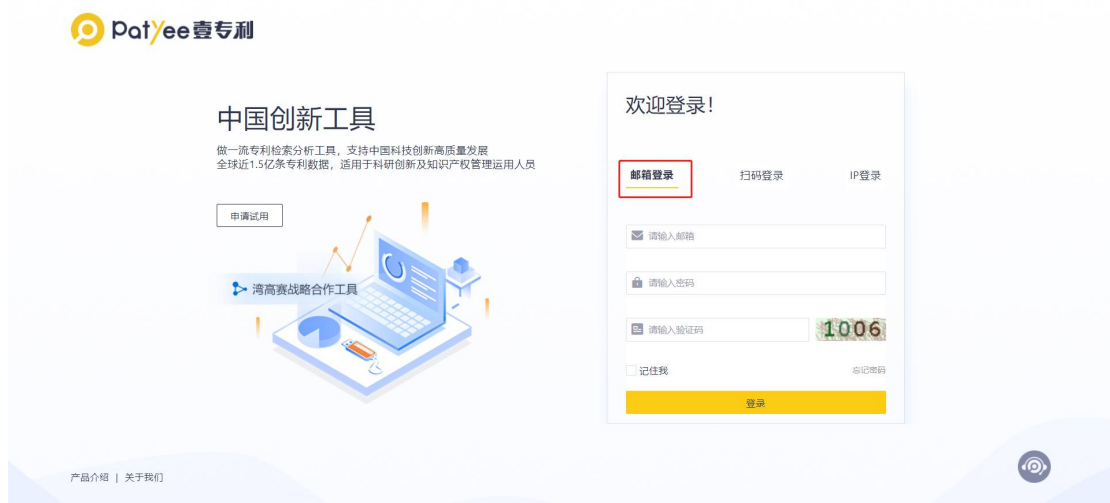 Patyee壹专利
中国创新工具
做一流专利检索分析工具，支持中国科技创新高质量发展
全球近1.5亿条专利数据，适用于科研创新及知识产权管理运用人员
申请试用
湾高赛战略合作工具
欢迎登录！
邮箱登录 扫码登录 IP登录
请输入邮箱
请输入密码
请输入验证码 1006
记住我 忘记密码
登录
产品介绍 | 关于我们